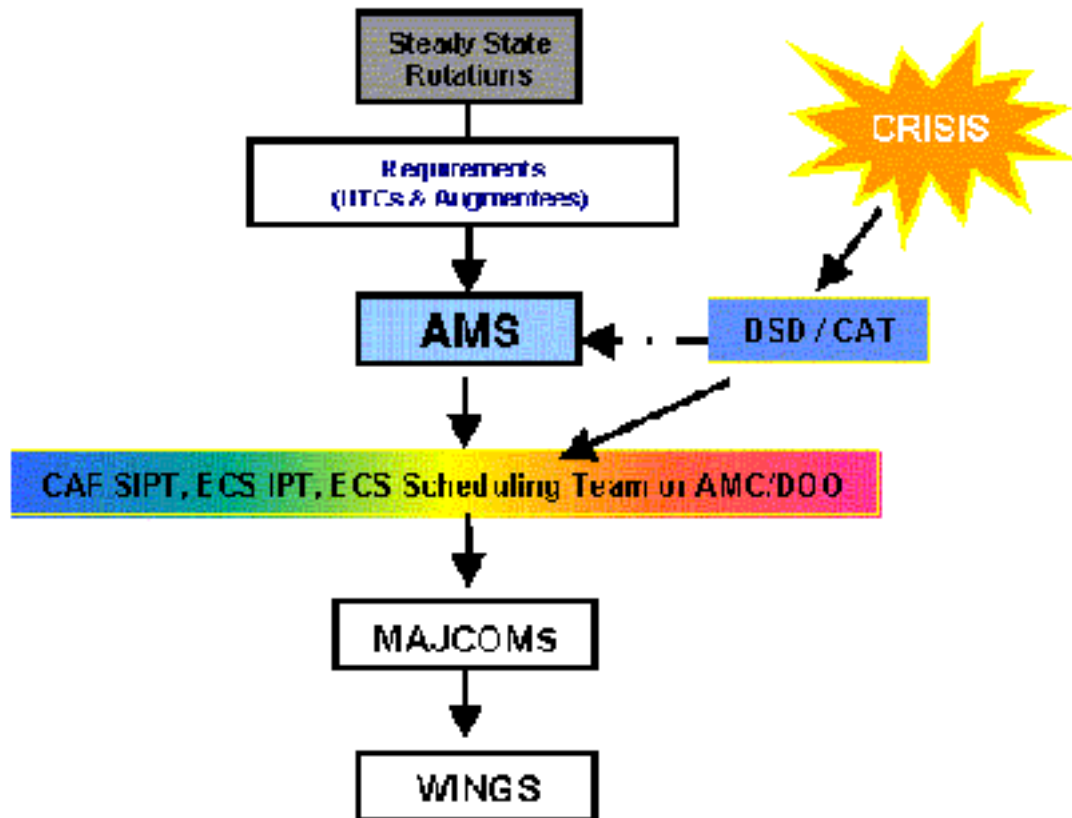 Steady State
Rotations
CRISIS
Requirements
(UTCs & Augmentees)
AMS
DSD / CAT
CAF SIPT, ECS IPT, ECS Scheduling Team or AMC/DOO
MAJCOMs
WINGS